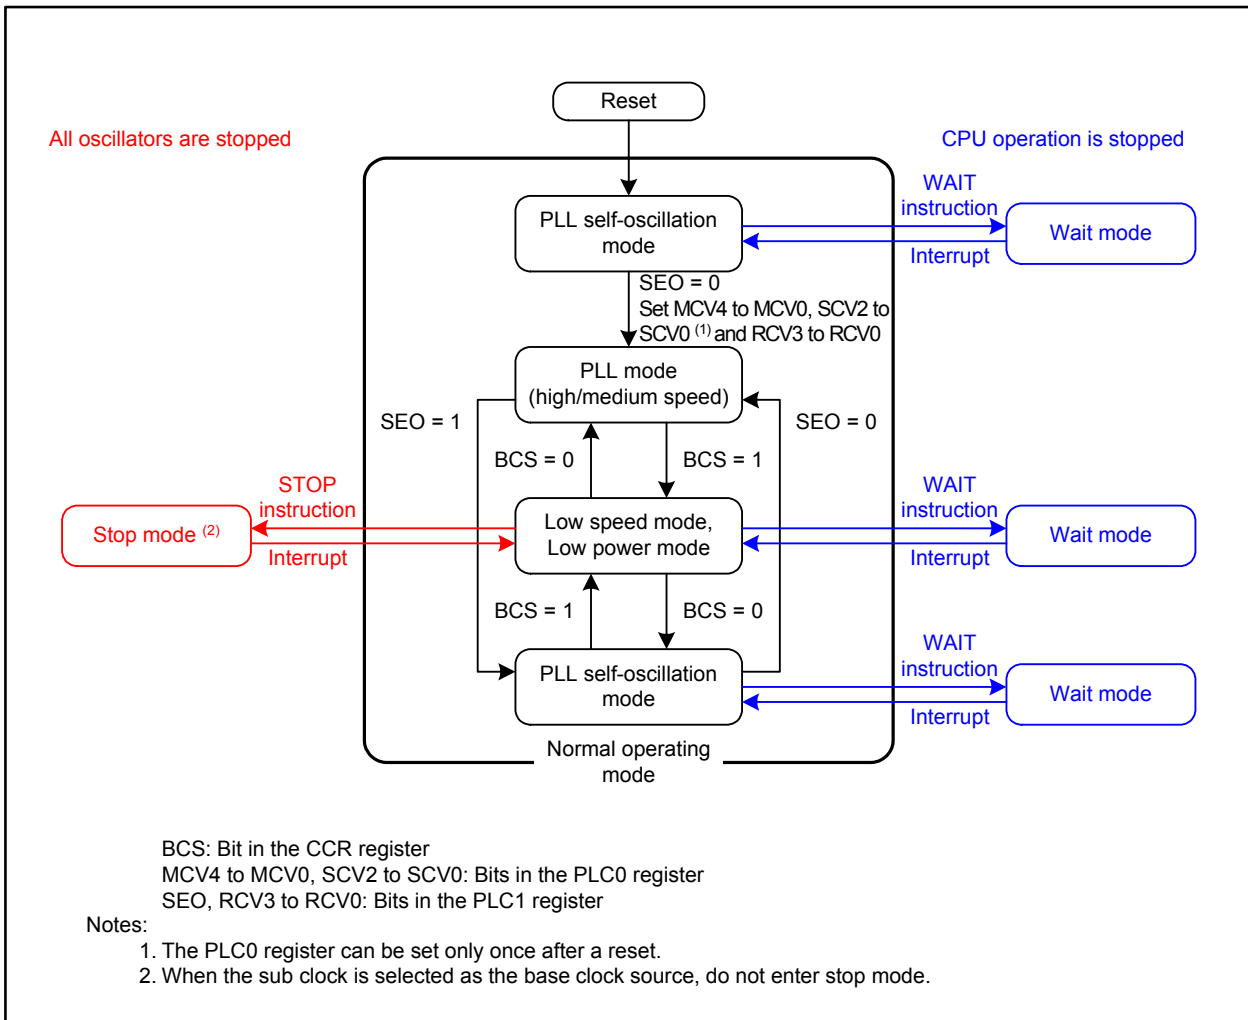 Reset
All oscillators are stopped
CPU operation is stopped
PLL self-oscillation
mode
WAIT
instruction
Interrupt
Wait mode
SEO = 0
Set MCV4 to MCV0, SCV2 to
SCV0 (1) and RCV3 to RCV0
PLL mode
(high/medium speed)
SEO = 1
SEO = 0
BCS = 0
BCS = 1
STOP
instruction
Interrupt
Stop mode (2)
Low speed mode,
Low power mode
WAIT
instruction
Interrupt
Wait mode
BCS = 1
BCS = 0
PLL self-oscillation
mode
WAIT
instruction
Interrupt
Wait mode
Normal operating
mode
BCS: Bit in the CCR register
MCV4 to MCV0, SCV2 to SCV0: Bits in the PLC0 register
SEO, RCV3 to RCV0: Bits in the PLC1 register
Notes:
1. The PLC0 register can be set only once after a reset.
2. When the sub clock is selected as the base clock source, do not enter stop mode.